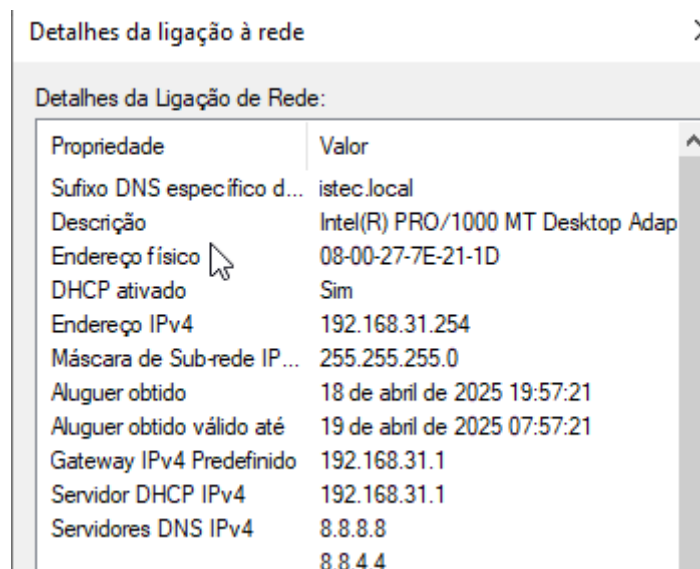 Detalhes da ligação à rede
Detalhes da Ligação de Rede:
Propriedade Valor
Sufixo DNS específico d... istec.local
Descrição Intel(R) PRO/1000 MT Desktop Adap
Endereço físico 08-00-27-7E-21-1D
DHCP ativado Sim
Endereço IPv4 192.168.31.254
Máscara de Sub-rede IP... 255.255.255.0
Aluguer obtido 18 de abril de 2025 19:57:21
Aluguer obtido válido até 19 de abril de 2025 07:57:21
Gateway IPv4 Predefinido 192.168.31.1
Servidor DHCP IPv4 192.168.31.1
Servidores DNS IPv4 8.8.8.8
8.8.4.4